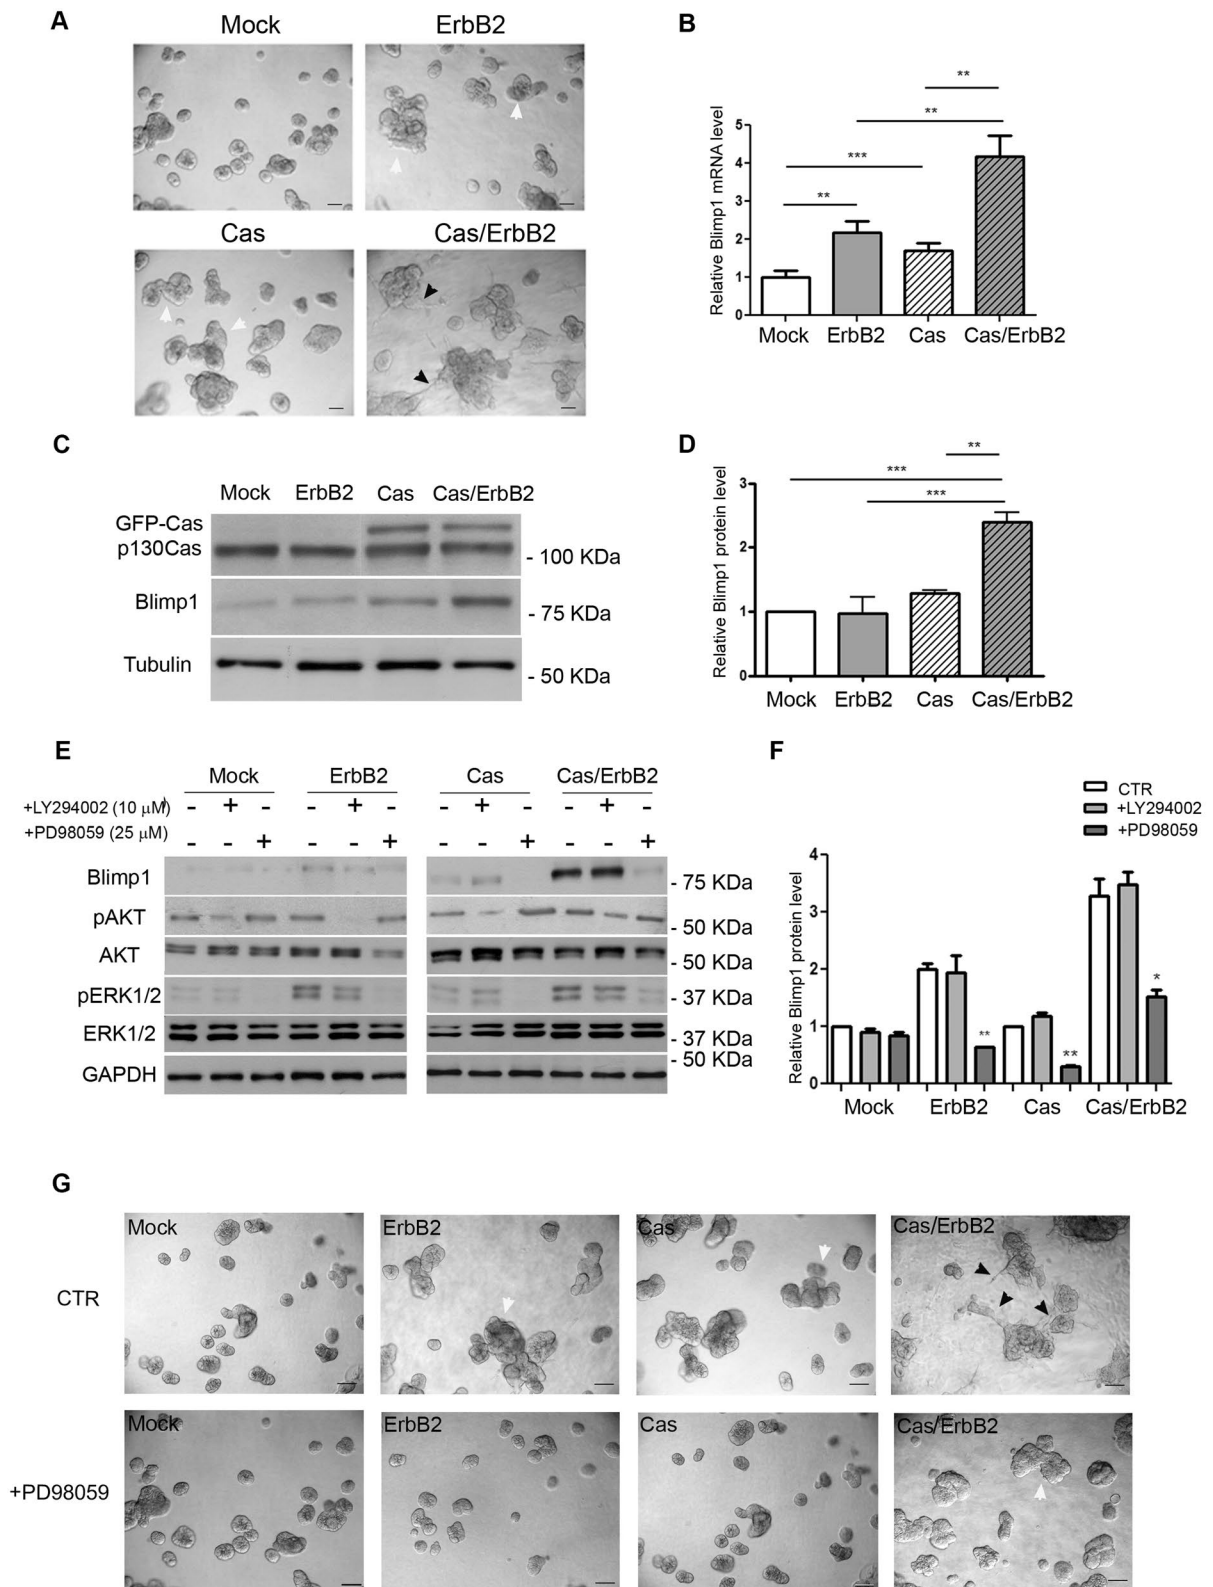 A
Mock
ErbB2
Cas
Cas/ErbB2
B
Relative Blimp1 mRNA level
5
4
3
2
1
0
**
**
***
**
Mock
ErbB2
Cas
Cas/ErbB2
C
Mock
ErbB2
Cas
Cas/ErbB2
GFP-Cas
p130Cas
- 100 KDa
Blimp1
- 75 KDa
Tubulin
- 50 KDa
D
Relative Blimp1 protein level
3
2
1
0
**
***
***
Mock
ErbB2
Cas
Cas/ErbB2
E
Mock
ErbB2
Cas
Cas/ErbB2
+LY294002 (10 μM)
- + - - + - - + - - + -
+PD98059 (25 μM)
- - + - - + - - + - - +
Blimp1
- 75 KDa
pAKT
- 50 KDa
AKT
- 50 KDa
pERK1/2
- 37 KDa
ERK1/2
- 37 KDa
- 50 KDa
GAPDH
F
CTR
+LY294002
+PD98059
Relative Blimp1 protein level
4
3
2
1
0
**
**
*
Mock
ErbB2
Cas
Cas/ErbB2
G
CTR
Mock
ErbB2
Cas
Cas/ErbB2
+PD98059
Mock
ErbB2
Cas
Cas/ErbB2